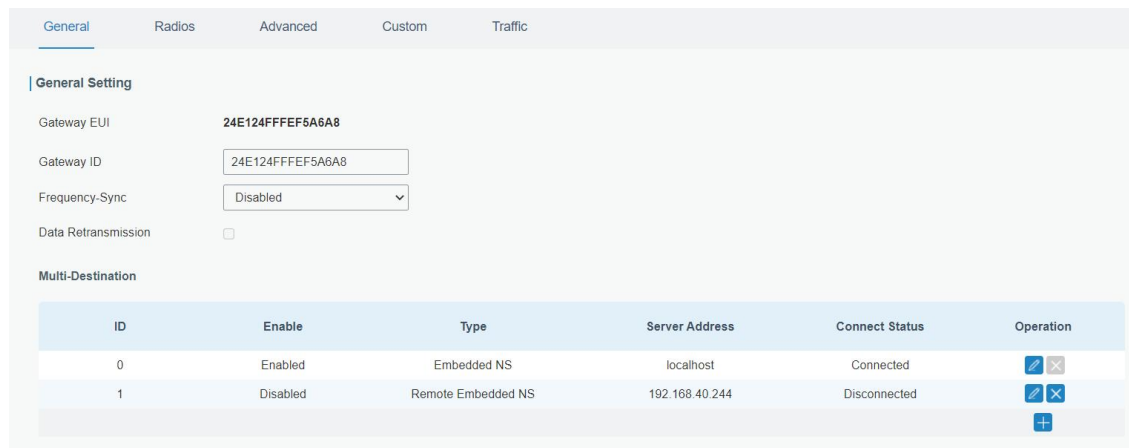 General Radios Advanced Custom Traffic
General Setting
Gateway EUI 24E124FFFEF5A6A8
Gateway ID 24E124FFFEF5A6A8
Frequency-Sync Disabled
Data Retransmission
Multi-Destination
ID Enable Type Server Address Connect Status Operation
0 Enabled Embedded NS localhost Connected
1 Disabled Remote Embedded NS 192.168.40.244 Disconnected